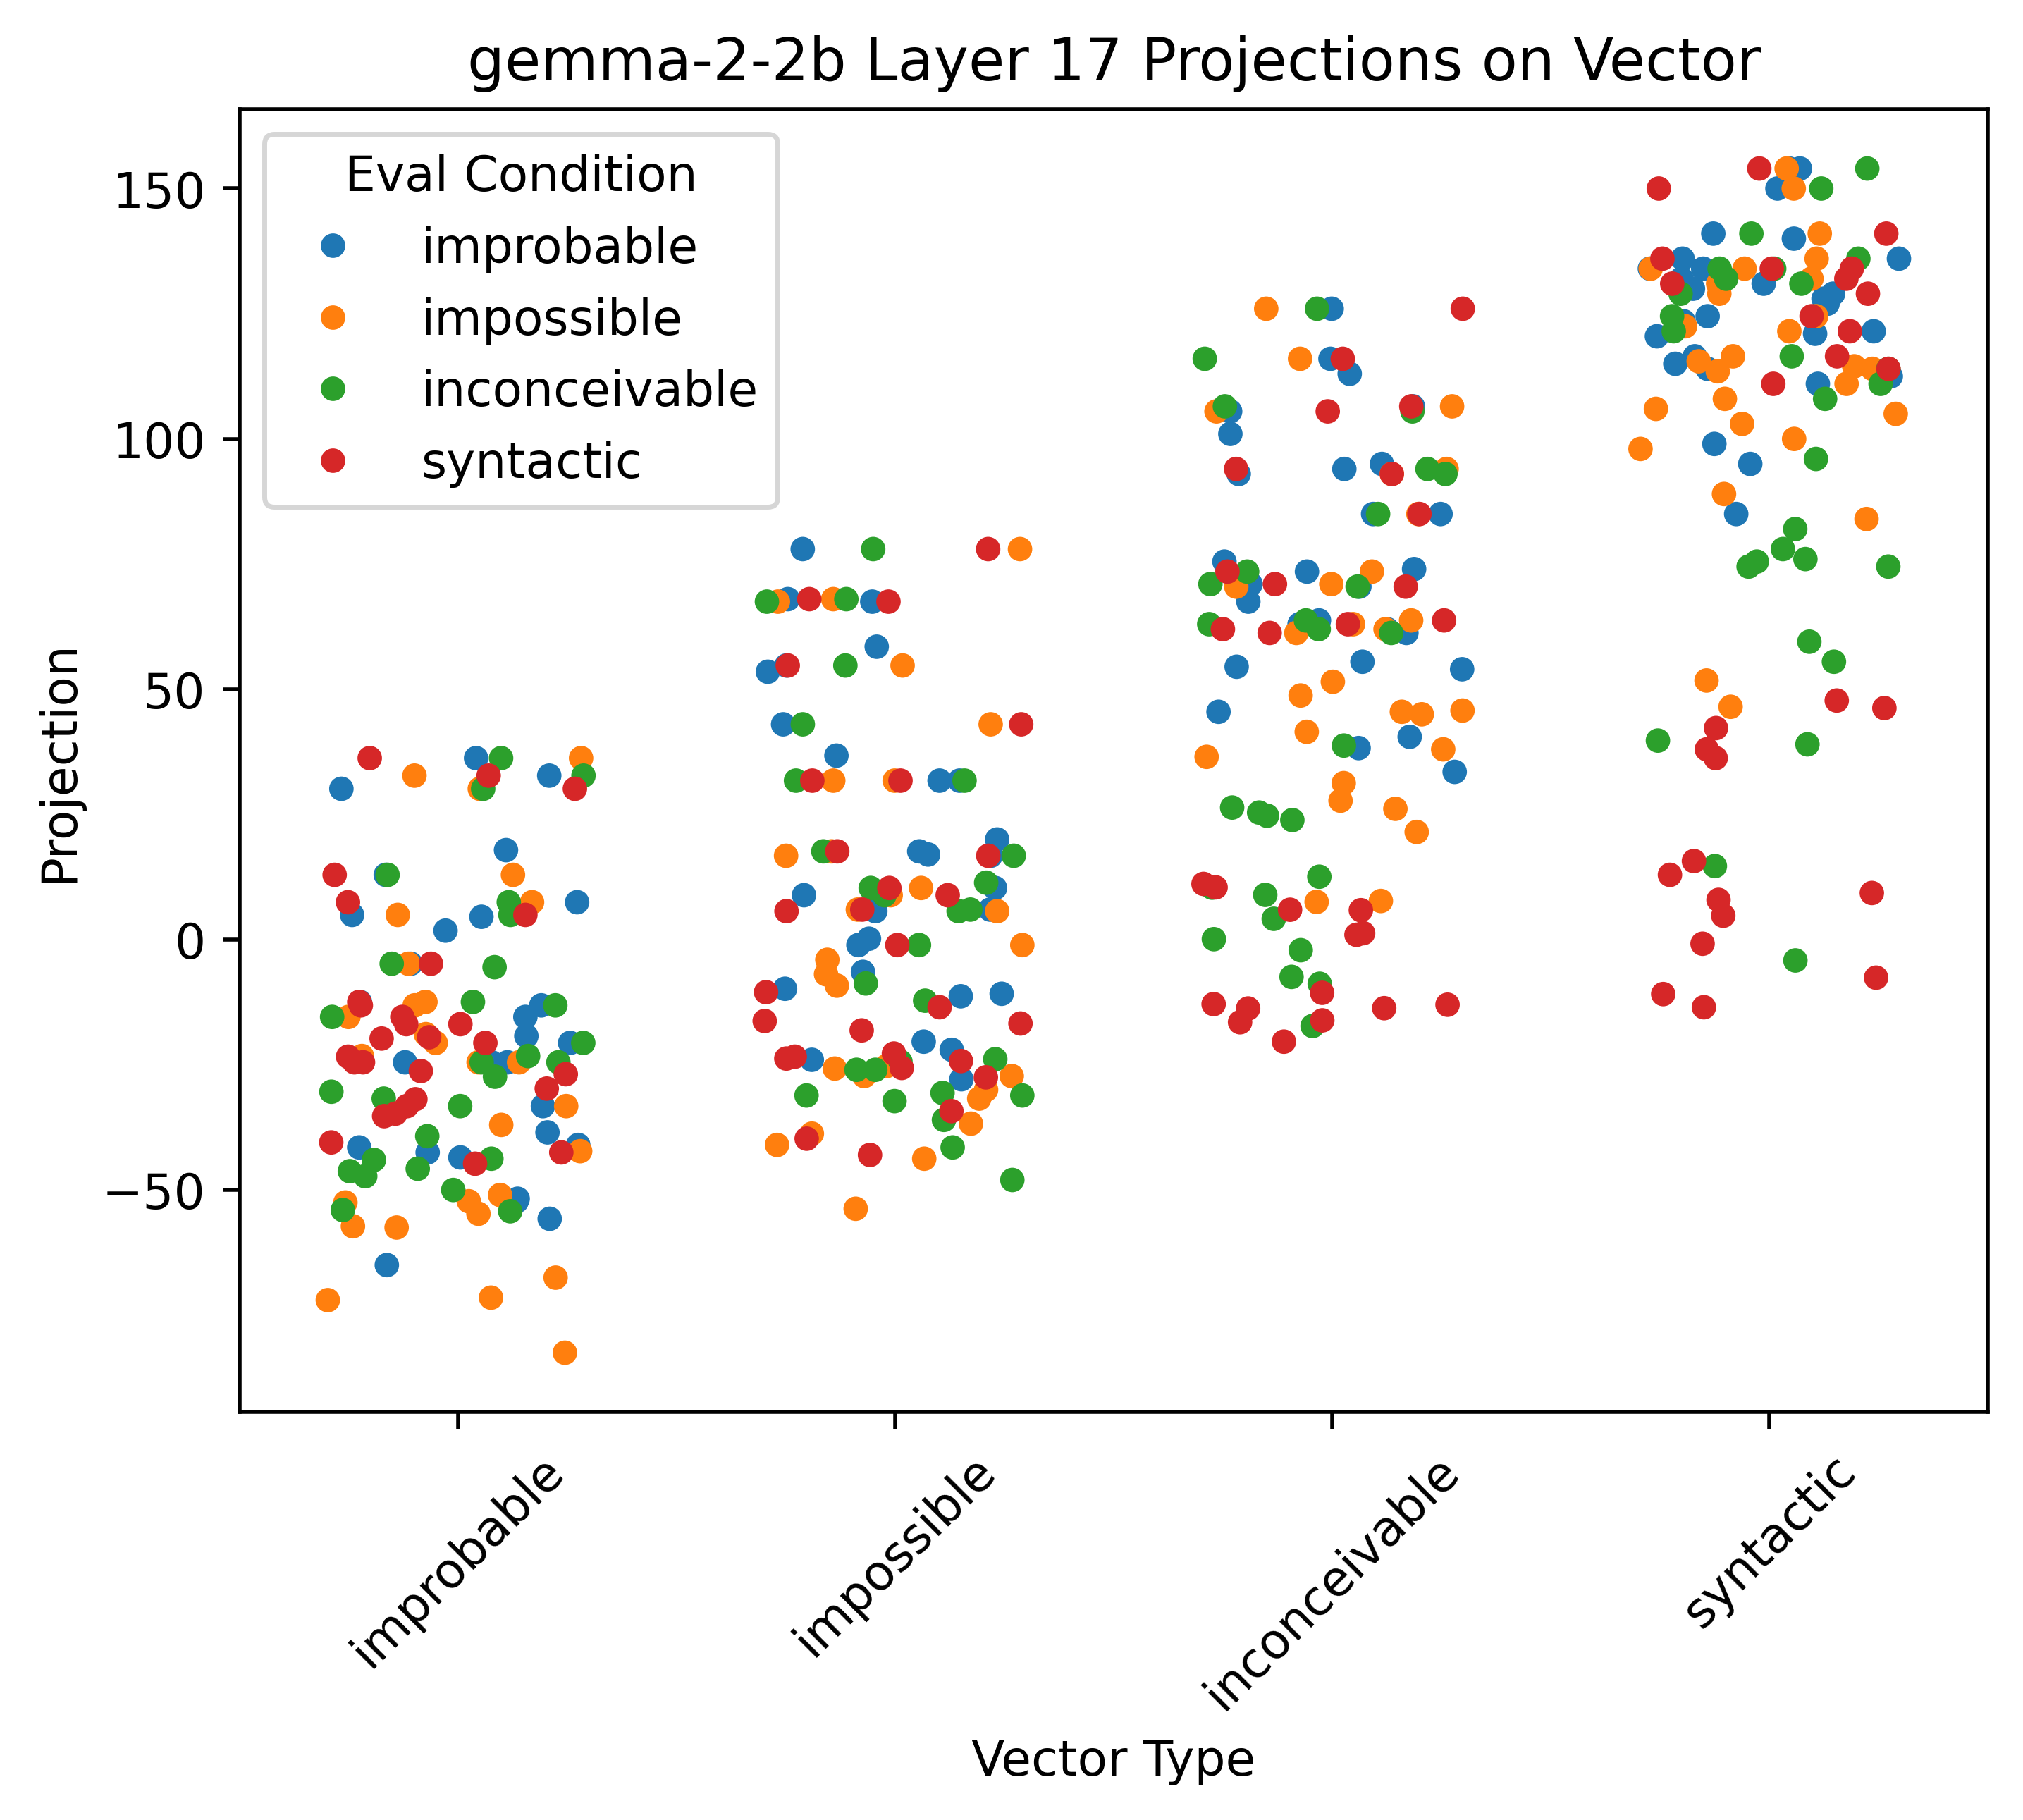 gemma-2-2b Layer 17 Projections on Vector
Eval Condition
improbable
impossible
inconceivable
syntactic
150
100
50
0
−50
Projection
improbable
impossible
inconceivable
syntactic
Vector Type